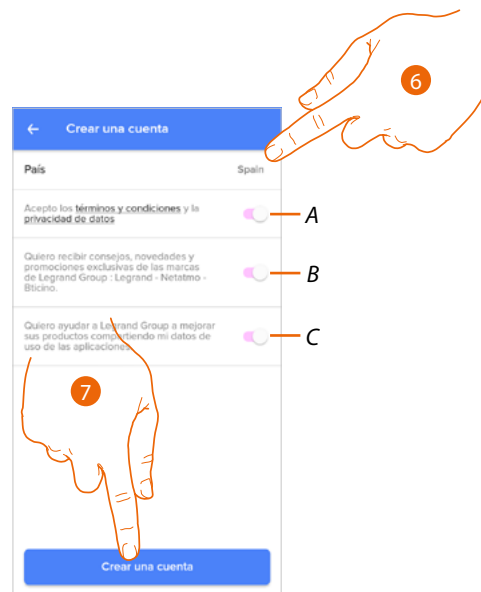 6
← Crear una cuenta
País Spain
Acepto los términos y condiciones y la
privacidad de datos
A
Quiero recibir consejos, novedades y
promociones exclusivas de las marcas
de Legrand Group : Legrand - Netatmo -
Bticino.
B
Quiero ayudar a Legrand Group a mejorar
sus productos compartiendo mi datos de
uso de las aplicaciones.
C
7
Crear una cuenta